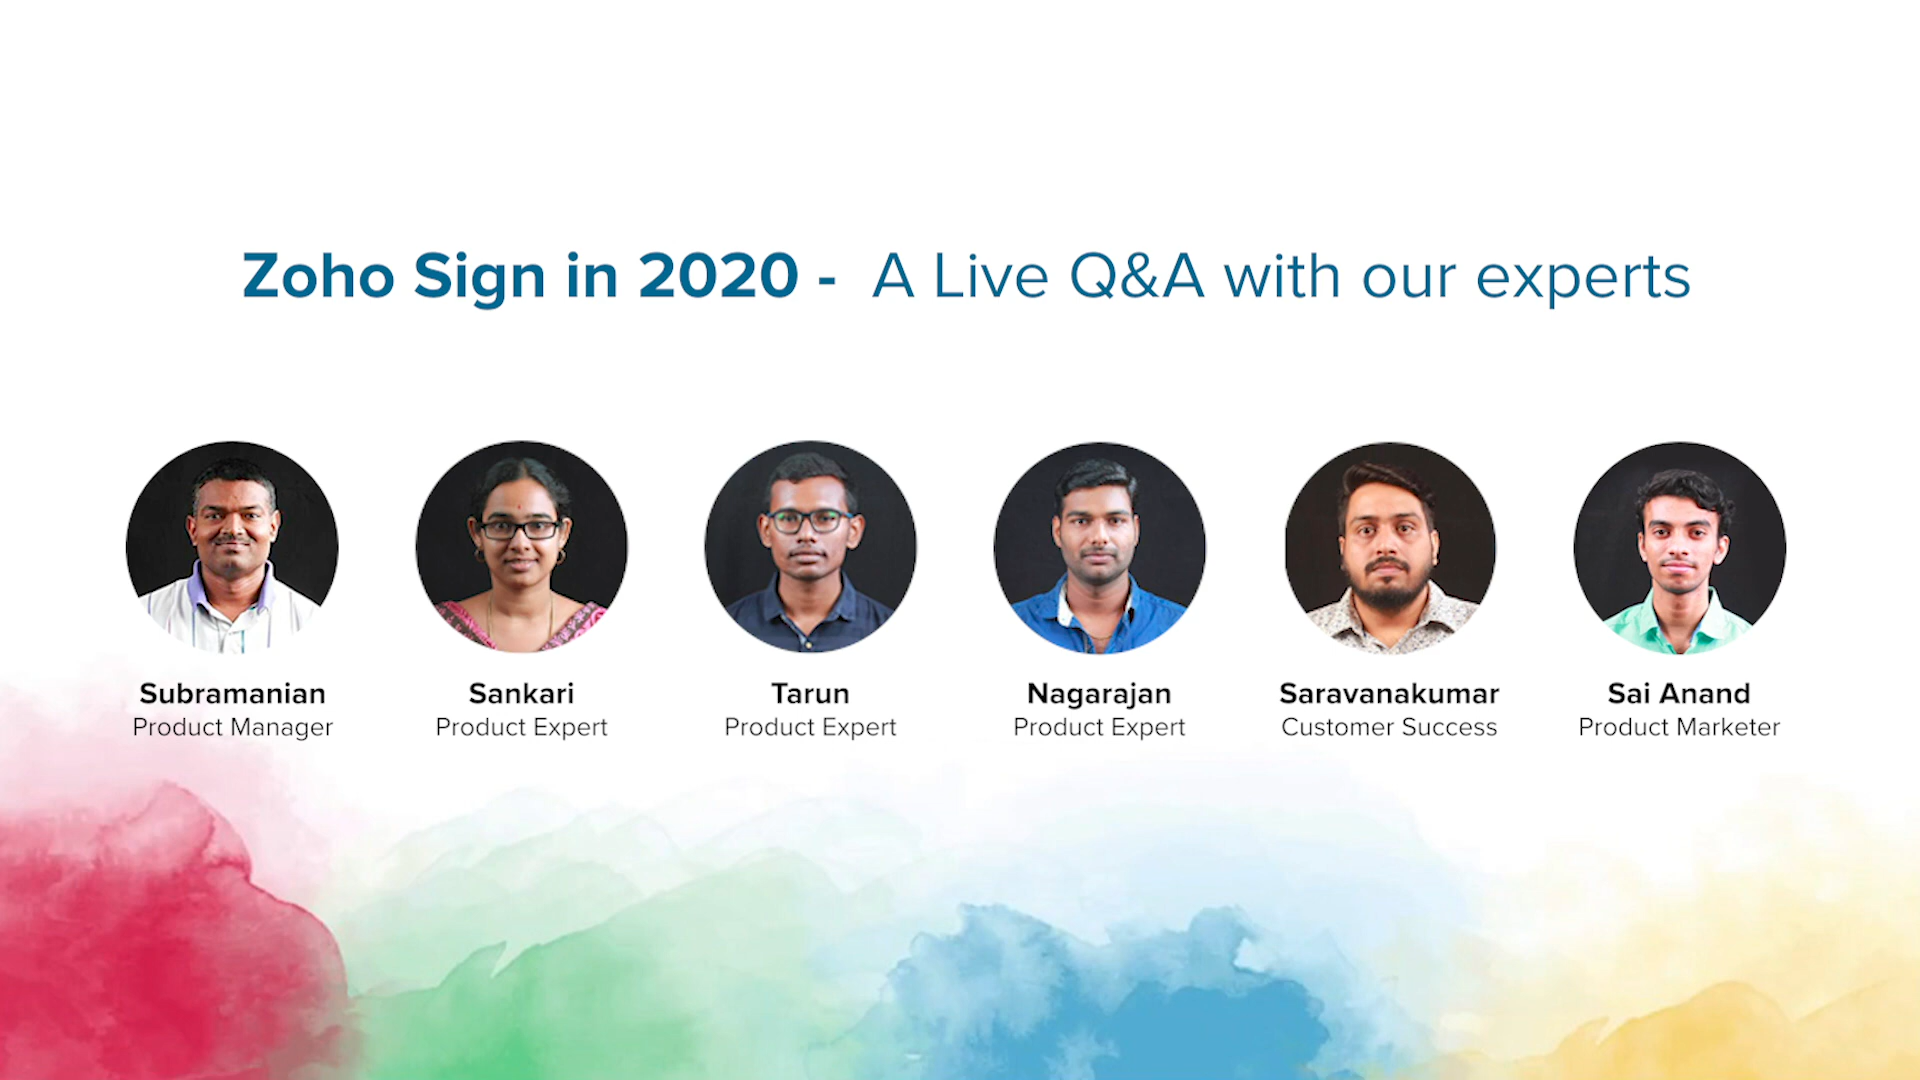 Zoho Sign in 2020 - A Live Q&A with our experts
Subramanian Sankari Tarun Nagarajan Saravanakumar Sai Anand
Product Manager Product Expert Product Expert Product Expert Customer Success Product Marketer